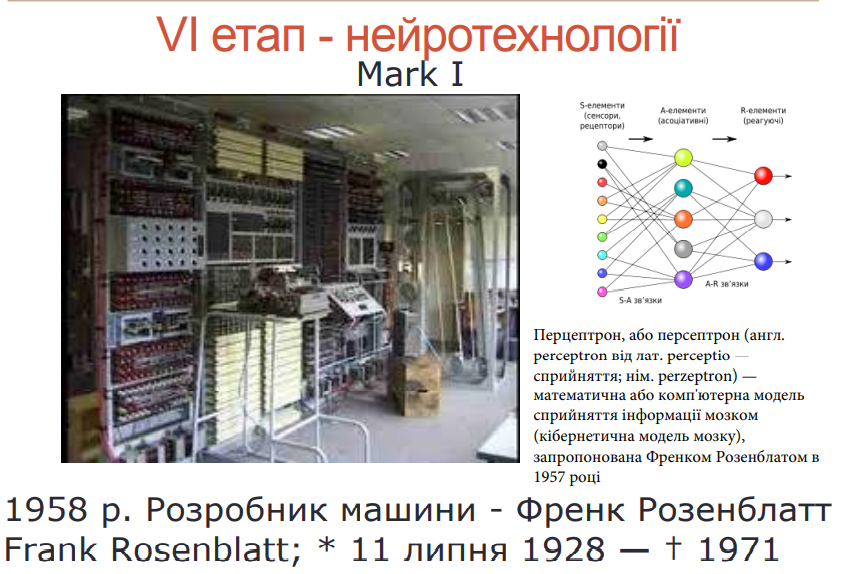 VI етап - нейротехнології
Mark I
S-елементи
(сенсори,
рецептори)
А-елементи
(асоціативні)
R-елементи
(реагуючі)
S-A зв'язки
A-R зв'язки
Перцептрон, або персептрон (англ.
perceptron від лат. perceptio —
сприйняття; нім. perzeptron) —
математична або комп'ютерна модель
сприйняття інформації мозком
(кібернетична модель мозку),
запропонована Френком Розенблатом в
1957 році
1958 р. Розробник машини - Френк Розенблатт
Frank Rosenblatt; * 11 липня 1928 — † 1971